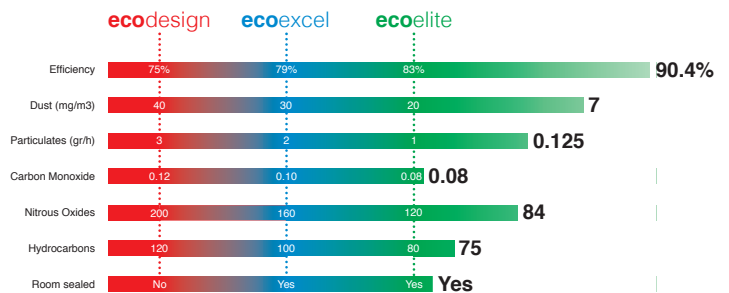 ecodesign ecoexcel ecoelite
Efficiency 75% 79% 83% 90.4%
Dust (mg/m3) 40 30 20 7
Particulates (gr/h) 3 2 1 0.125
Carbon Monoxide 0.12 0.10 0.08 0.08
Nitrous Oxides 200 160 120 84
Hydrocarbons 120 100 80 75
Room sealed No Yes Yes Yes